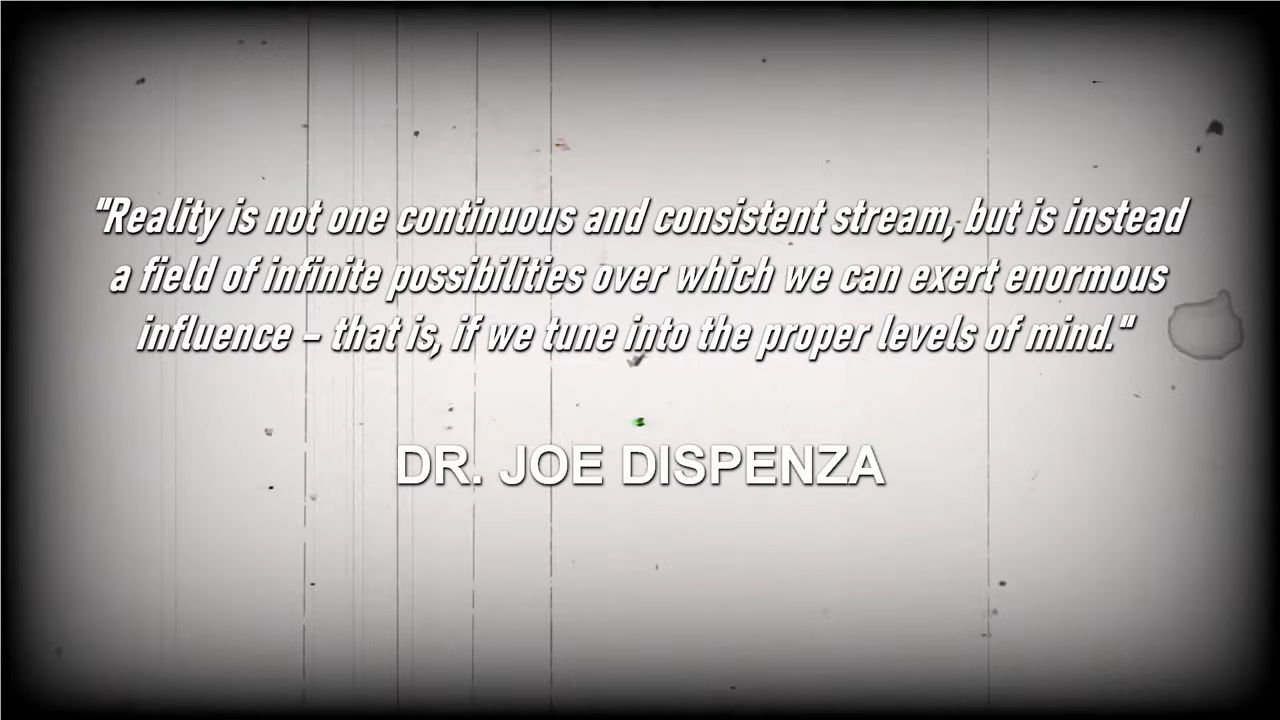 "Reality is not one continuous and consistent stream, but is instead
a field of infinite possibilities over which we can exert enormous
influence – that is, if we tune into the proper levels of mind."
DR. JOE DISPENZA